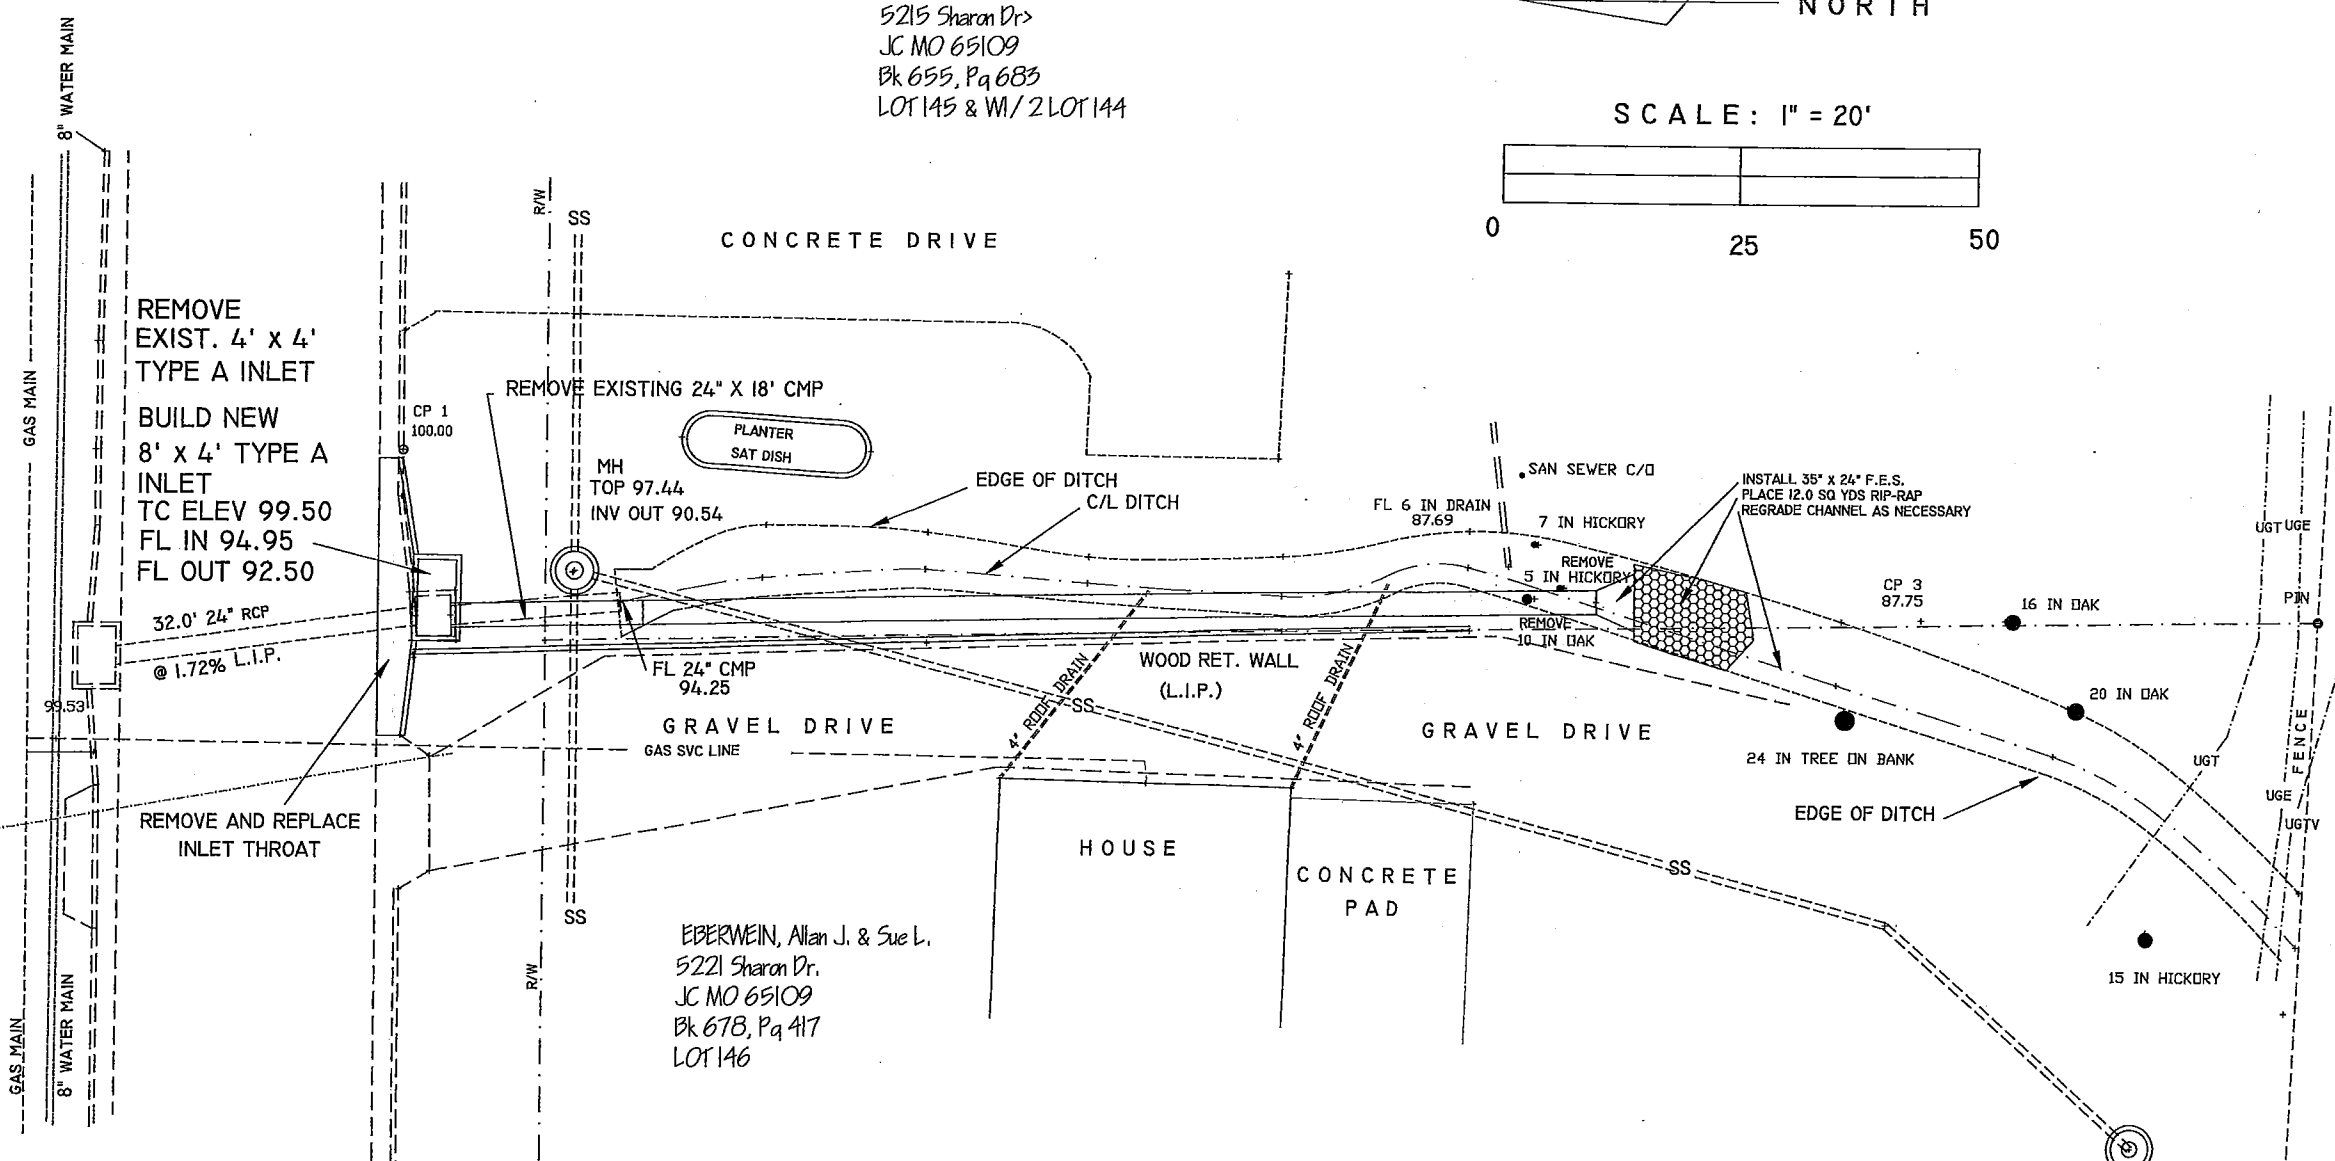 5215 Sharon Dr>
JC MO 65109
Bk 655, Pg 683
LOT 145 & W1/2 LOT 144
NORTH
SCALE: 1" = 20'
0
25
50
8" WATER MAIN
GAS MAIN
R/W
SS
CONCRETE DRIVE
REMOVE
EXIST. 4' X 4'
TYPE A INLET
BUILD NEW
8' X 4' TYPE A
INLET
TC ELEV 99.50
FL IN 94.95
FL OUT 92.50
CP 1
100.00
REMOVE EXISTING 24" X 18' CMP
PLANTER
SAT DISH
MH
TOP 97.44
INV OUT 90.54
EDGE OF DITCH
C/L DITCH
FL 6 IN DRAIN
87.69
SAN SEWER C/O
7 IN HICKORY
REMOVE
5 IN HICKORY
REMOVE
10 IN OAK
INSTALL 35" X 24" F.E.S.
PLACE 12.0 SQ YDS RIP-RAP
REGRADE CHANNEL AS NECESSARY
CP 3
87.75
16 IN OAK
UGT UGE
PIN
32.0' 24" RCP
@ 1.72% L.I.P.
99.53
FL 24" CMP
94.25
WOOD RET. WALL
(L.I.P.)
4" ROOF DRAIN
SS
4" ROOF DRAIN
GRAVEL DRIVE
GAS SVC LINE
GRAVEL DRIVE
20 IN OAK
24 IN TREE ON BANK
EDGE OF DITCH
UGT
FENCE
UGE
UGTV
REMOVE AND REPLACE
INLET THROAT
HOUSE
CONCRETE
PAD
SS
SS
EBERWEIN, Allan J. & Sue L.
5221 Sharon Dr.
JC MO 65109
Bk 678, Pg 417
LOT 146
R/W
15 IN HICKORY
GAS MAIN
8" WATER MAIN